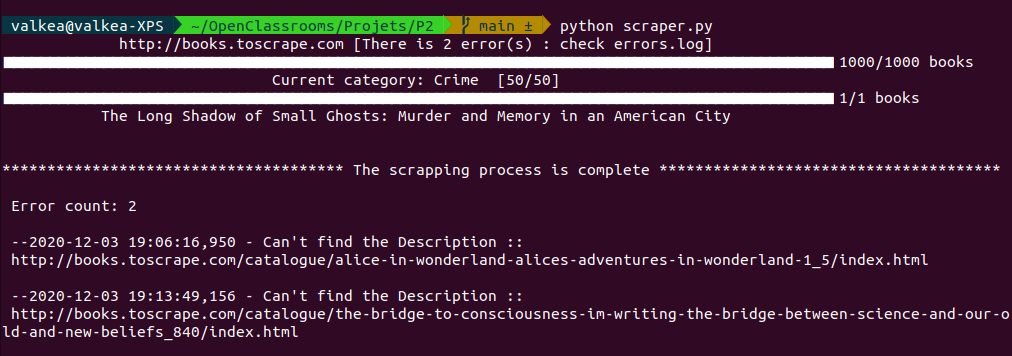 valkea@valkea-XPS ~/OpenClassrooms/Projets/P2 main ± python scraper.py
http://books.toscrape.com [There is 2 error(s) : check errors.log]
1000/1000 books
Current category: Crime [50/50]
1/1 books
The Long Shadow of Small Ghosts: Murder and Memory in an American City
************************************** The scrapping process is complete **************************************
Error count: 2
--2020-12-03 19:06:16,950 - Can't find the Description ::
http://books.toscrape.com/catalogue/alice-in-wonderland-alices-adventures-in-wonderland-1_5/index.html
--2020-12-03 19:13:49,156 - Can't find the Description ::
http://books.toscrape.com/catalogue/the-bridge-to-consciousness-im-writing-the-bridge-between-science-and-our-o
ld-and-new-beliefs_840/index.html